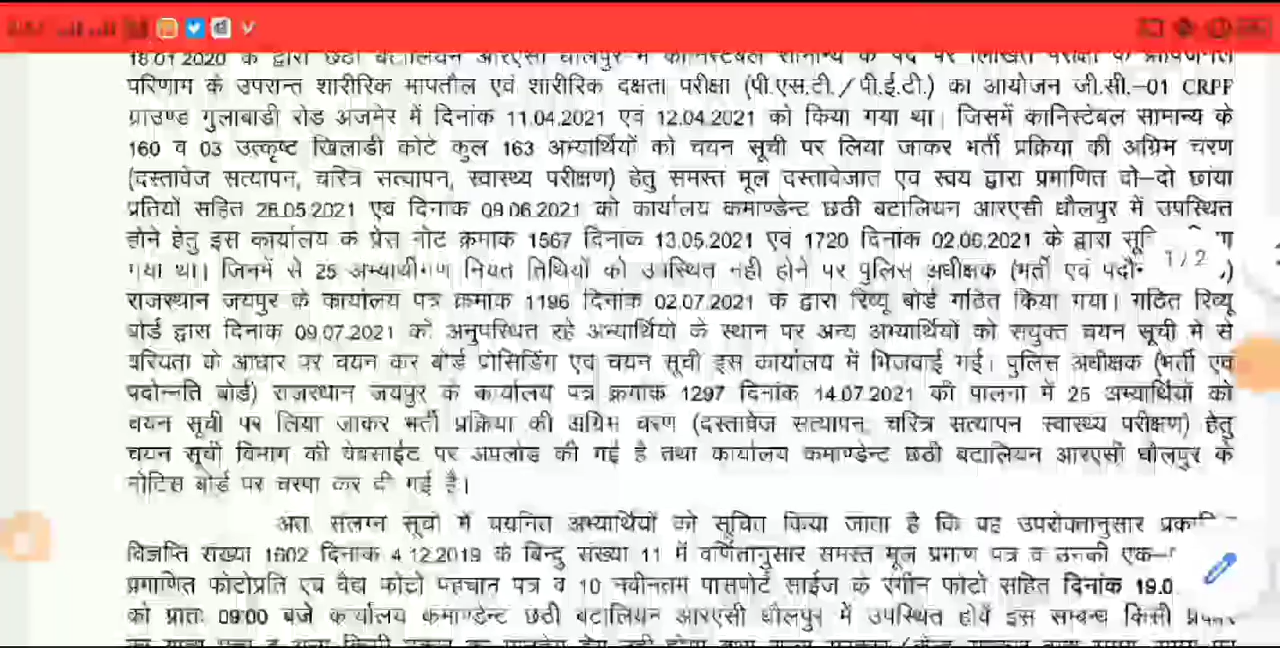 18.01.2020 के द्वारा छठी बटालियन आरएसी धौलपुर में कानिस्टेबल सामान्य के पद पर लिखित परीक्षा के
परिणाम के उपरान्त शारीरिक मापतौल एवं शारीरिक दक्षता परीक्षा (पी.एस.टी./पी.ई.टी.) का आयोजन जी.सी.–01 CRPF
ग्राउण्ड गुलाबाडी रोड अजमेर में दिनांक 11.04.2021 एवं 12.04.2021 को किया गया था। जिसमें कानिस्टेबल सामान्य के
160 व 03 उत्कृष्ट खिलाडी कोटे कुल 163 अभ्यार्थियों को चयन सूची पर लिया जाकर भर्ती प्रक्रिया की अग्रिम चरण
(दस्तावेज सत्यापन, चरित्र सत्यापन, स्वास्थ्य परीक्षण) हेतु समस्त मूल दस्तावेजात एवं स्वयं द्वारा प्रमाणित दो–दो छांया
प्रतियों सहित 28.05.2021 एवं दिनांक 09.06.2021 को कार्यालय कमाण्डेन्ट छठी बटालियन आरएसी धौलपुर में उपस्थित
होने हेतु इस कार्यालय के प्रेस नोट क्रमांक 1567 दिनांक 13.05.2021 एवं 1720 दिनांक 02.06.2021 के द्वारा
गया था। जिनमें से 25 अभ्यार्थीगण नियत तिथियों को उपस्थित नही होने पर पुलिस अधीक्षक (भर्ती एवं 1/2
राजस्थान जयपुर के कार्यालय पत्र क्रमांक 1196 दिनांक 02.07.2021 के द्वारा रिव्यू बोर्ड गठित किया गया। गठित रिव्यू
बोर्ड द्वारा दिनांक 09.07.2021 को अनुपस्थित रहे अभ्यार्थियों के स्थान पर अन्य अभ्यार्थियों को संयुक्त चयन सूची में से
वरियता के आधार पर चयन कर बोर्ड प्रोसिडिंग एवं चयन सूची इस कार्यालय में भिजवाई गई। पुलिस अधीक्षक (भर्ती एवं
पदोन्नति बोर्ड) राजस्थान जयपुर के कार्यालय पत्र क्रमांक 1297 दिनांक 14.07.2021 की पालना में 25 अभ्यार्थियों को
चयन सूची पर लिया जाकर भर्ती प्रक्रिया की अग्रिम चरण (दस्तावेज सत्यापन, चरित्र सत्यापन स्वास्थ्य परीक्षण) हेतु
चयन सूची विभाग की वेबसाईट पर अपलोड की गई है तथा कार्यालय कमाण्डेन्ट छठी बटालियन आरएसी धौलपुर के
नोटिस बोर्ड पर चस्पा कर दी गई है।
अतः संलग्न सूची में चयनित अभ्यार्थियों को सूचित किया जाता है कि वह उपरोक्तानुसार
विज्ञप्ति संख्या 1602 दिनांक 4.12.2019 के बिन्दु संख्या 11 में वर्णितानुसार समस्त मूल प्रमाण पत्र व उनकी एक–
प्रमाणित फोटोप्रति एवं वैद्य फोटो पहचान पत्र व 10 नवीनतम पासपोर्ट साईज के रंगीन फोटो सहित दिनांक 19.0
को प्रातः 09:00 बजे कार्यालय कमाण्डेन्ट छठी बटालियन आरएसी धौलपुर में उपस्थित होवें इस सम्बन्ध किसी